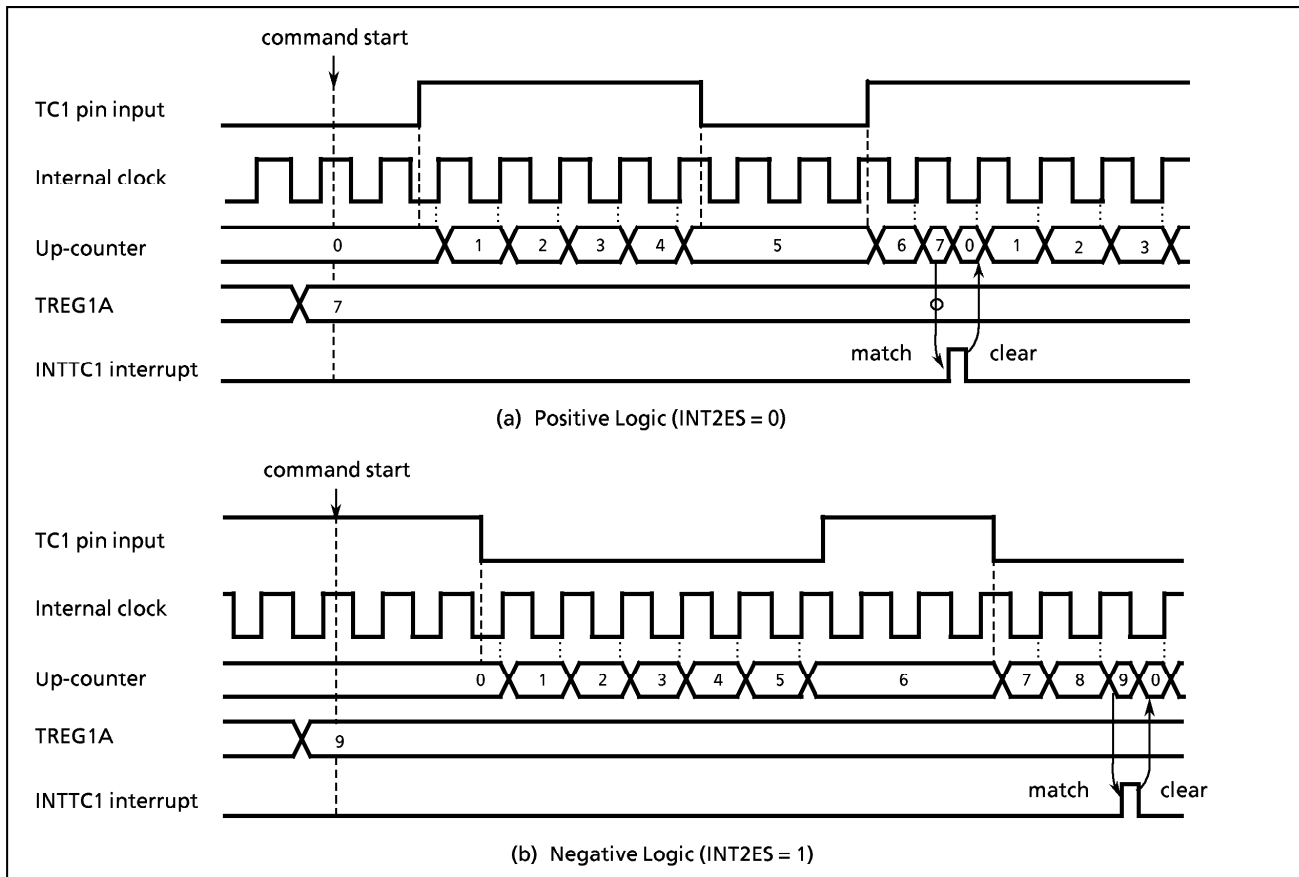 command start
TC1 pin input
Internal clock
Up-counter 0 1 2 3 4 5 6 7 0 1 2 3
TREG1A 7
match clear
INTTC1 interrupt
(a) Positive Logic (INT2ES = 0)
command start
TC1 pin input
Internal clock
Up-counter 0 1 2 3 4 5 6 7 8 9 0
TREG1A 9
match clear
INTTC1 interrupt
(b) Negative Logic (INT2ES = 1)